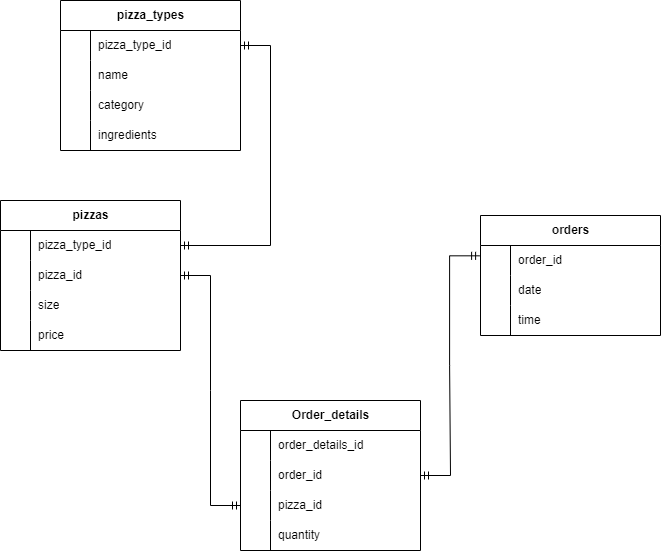 pizza_types
pizza_type_id
name
category
ingredients
pizzas
pizza_type_id
pizza_id
size
price
orders
order_id
date
time
Order_details
order_details_id
order_id
pizza_id
quantity